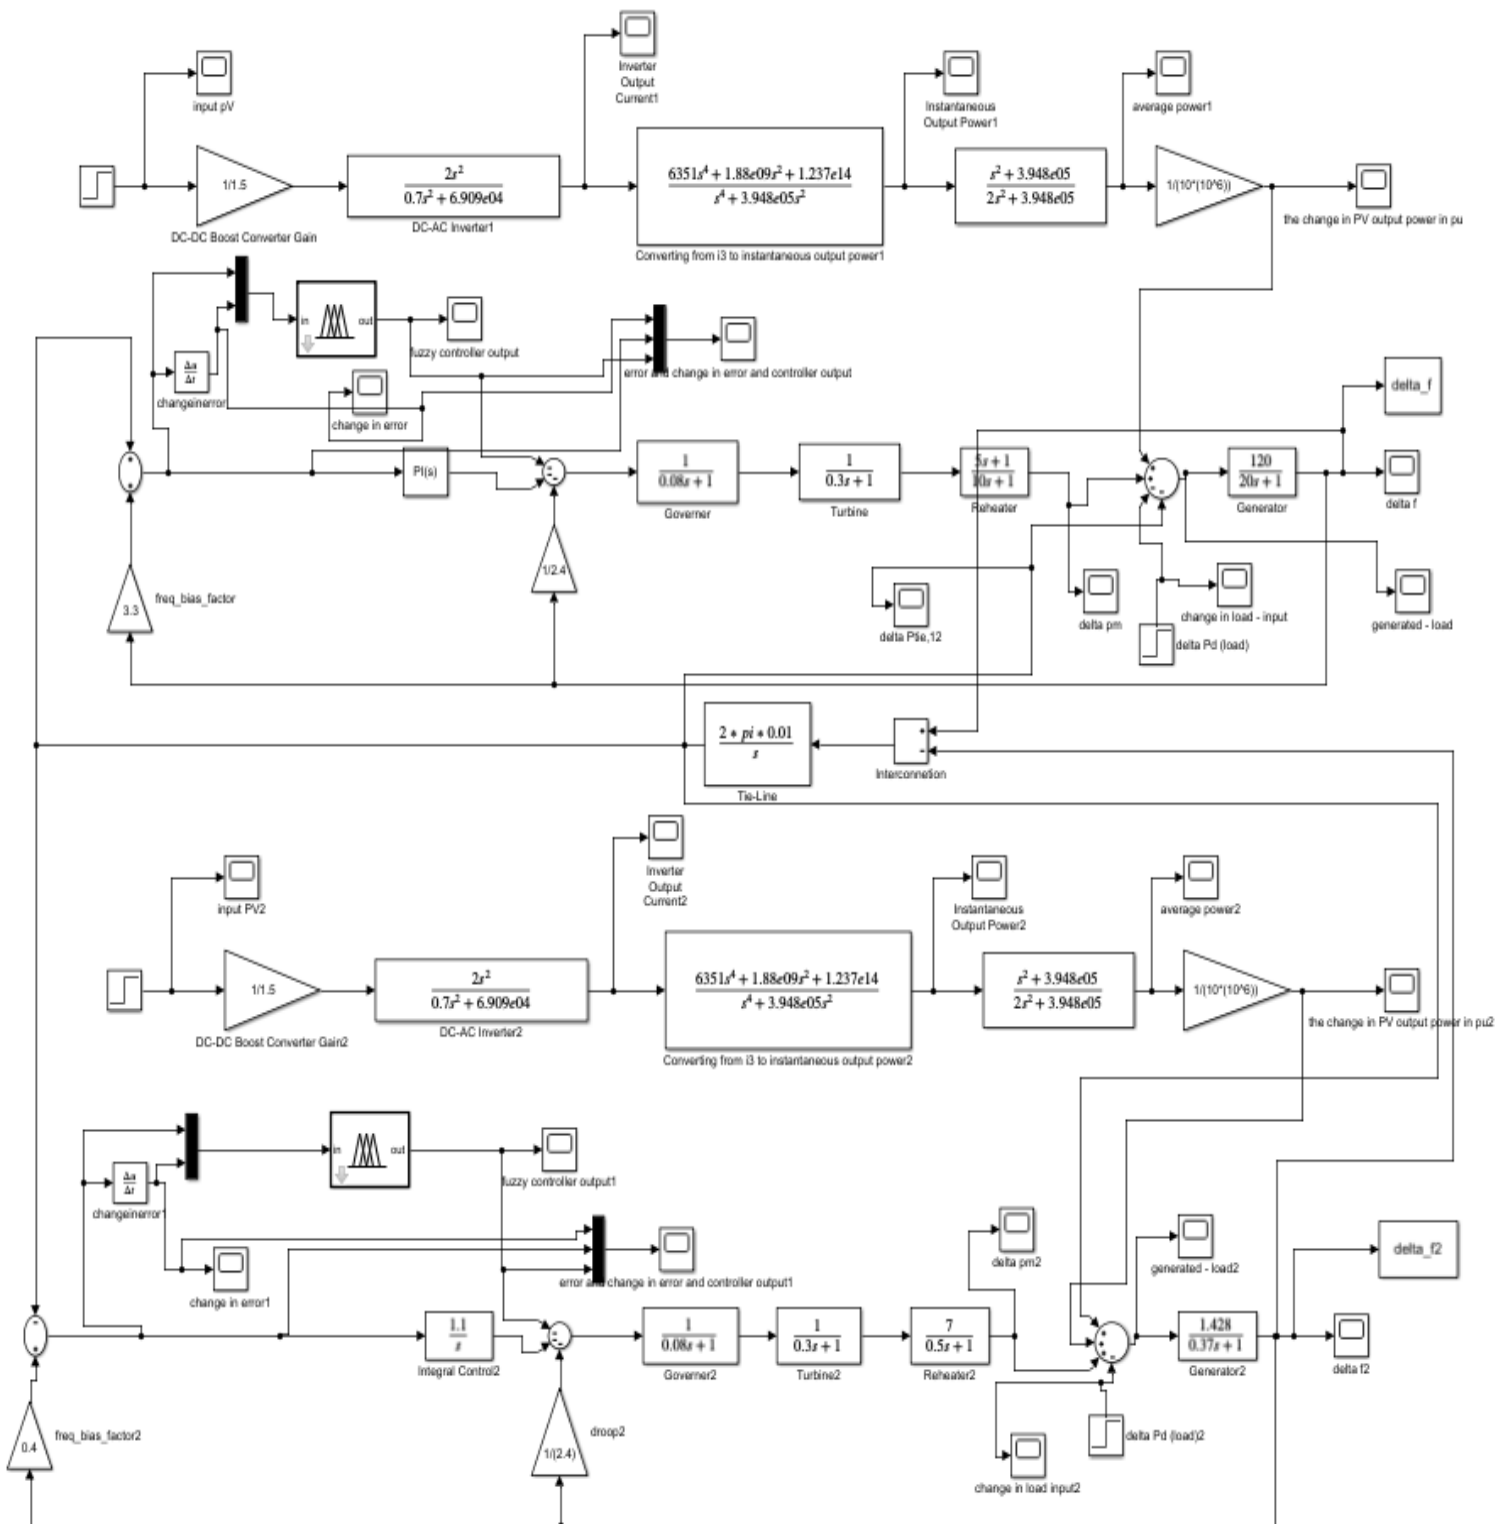 Inverter
Output
Current1
input pV
Instantaneous
Output Power1
average power1
1/1.5
2s²
0.7s² + 6.909e04
6351s⁴ + 1.88e09s² + 1.237e14
s⁴ + 3.948e05s²
s² + 3.948e05
2s² + 3.948e05
1/(10*(10^6))
the change in PV output power in pu
DC-DC Boost Converter Gain
DC-AC Inverter1
Converting from i3 to instantaneous output power1
in
out
fuzzy controller output
error and change in error and controller output
Δu
Δt
changeinerror
change in error
delta_f
PI(s)
1
0.08s + 1
Governer
1
0.3s + 1
Turbine
5s + 1
10s + 1
Reheater
120
20s + 1
Generator
delta f
1/2.4
3.3
freq_bias_factor
delta Ptie,12
delta pm
change in load - input
delta Pd (load)
generated - load
2 * pi * 0.01
s
Tie-Line
Interconnetion
Inverter
Output
Current2
input PV2
Instantaneous
Output Power2
average power2
1/1.5
2s²
0.7s² + 6.909e04
6351s⁴ + 1.88e09s² + 1.237e14
s⁴ + 3.948e05s²
s² + 3.948e05
2s² + 3.948e05
1/(10*(10^6))
the change in PV output power in pu2
DC-DC Boost Converter Gain2
DC-AC Inverter2
Converting from i3 to instantaneous output power2
in
out
fuzzy controller output1
Δu
Δt
changeinerror1
change in error1
error and change in error and controller output1
delta pm2
generated - load2
delta_f2
1.1
s
Integral Control2
1
0.08s + 1
Governer2
1
0.3s + 1
Turbine2
7
0.5s + 1
Reheater2
1.428
0.37s + 1
Generator2
delta f2
0.4
freq_bias_factor2
1/(2.4)
droop2
delta Pd (load)2
change in load input2